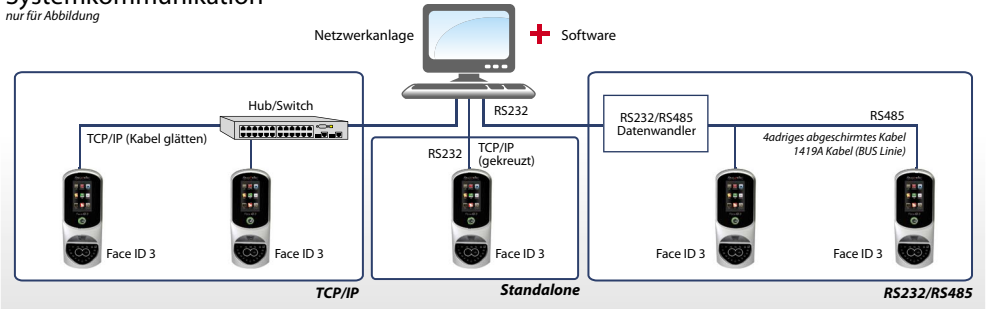 Systemkommunikation
nur für Abbildung
Netzwerkanlage
Software
Hub/Switch
TCP/IP (Kabel glätten)
RS232
RS232
TCP/IP
(gekreuzt)
RS232/RS485
Datenwandler
RS485
4adriges abgeschirmtes Kabel
1419A Kabel (BUS Linie)
Face ID 3
Face ID 3
Face ID 3
Face ID 3
Face ID 3
TCP/IP
Standalone
RS232/RS485